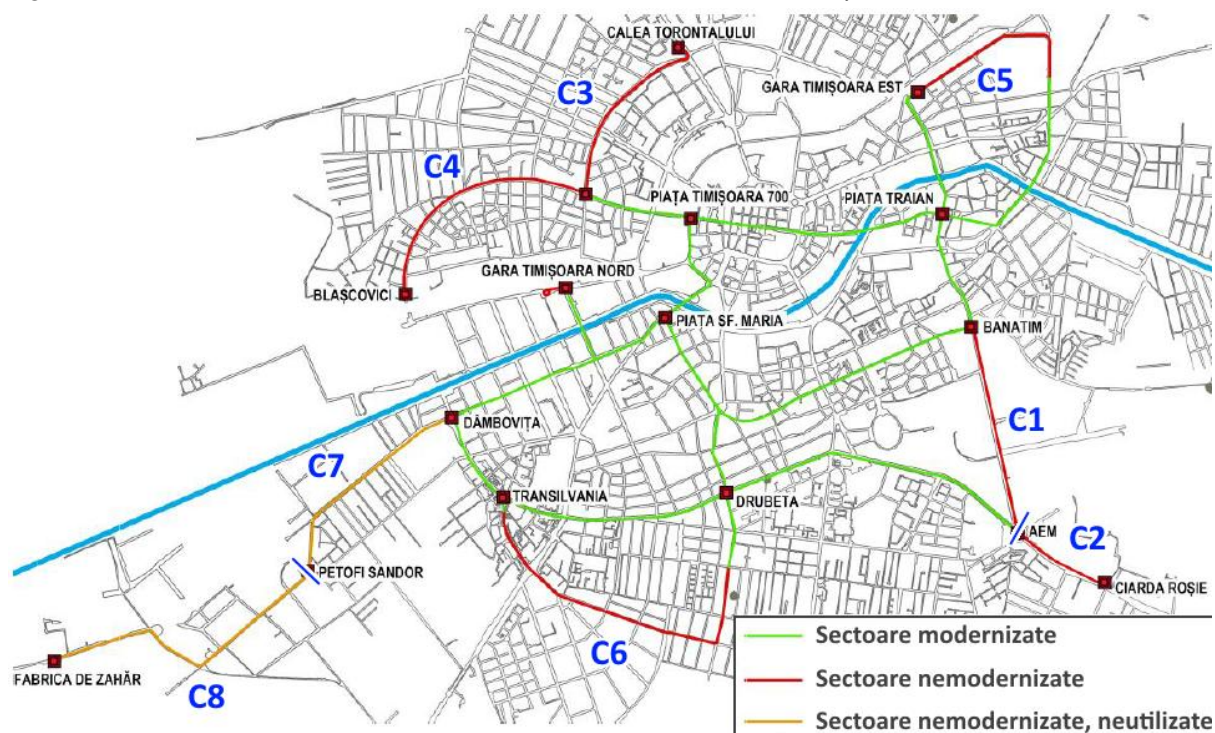 CALEA TORONTALULUI
C3
GARA TIMIȘOARA EST
C5
C4
PIAȚA TIMIȘOARA 700
PIAȚA TRAIAN
GARA TIMIȘOARA NORD
BLAȘCOVICI
PIAȚA SF. MARIA
BANATIM
C1
DÂMBOVIȚA
C7
TRANSILVANIA
DRUBETA
AEM
C2
PETOFI SANDOR
CIARDA ROȘIE
C6
FABRICA DE ZAHĂR
C8
Sectoare modernizate
Sectoare nemodernizate
Sectoare nemodernizate, neutilizate